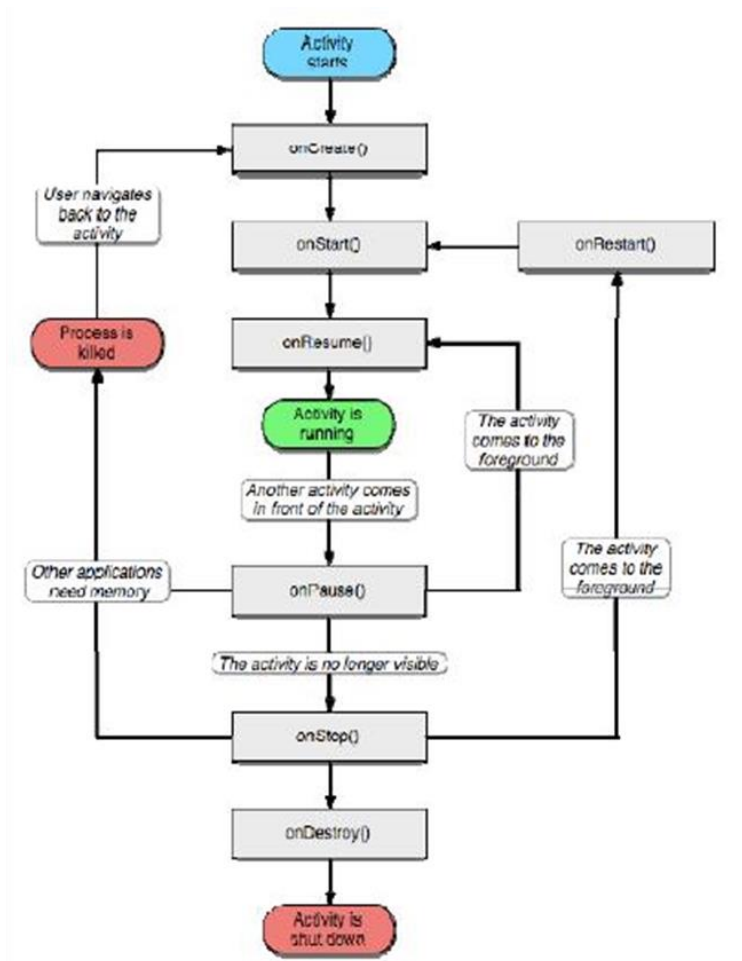 Activity
starts
onCreate()
User navigates
back to the
activity
onStart()
onRestart()
Process is
killed
onResume()
Activity is
running
The activity
comes to the
foreground
Another activity comes
in front of the activity
The activity
comes to the
foreground
Other applications
need memory
onPause()
The activity is no longer visible
onStop()
onDestroy()
Activity is
shut down